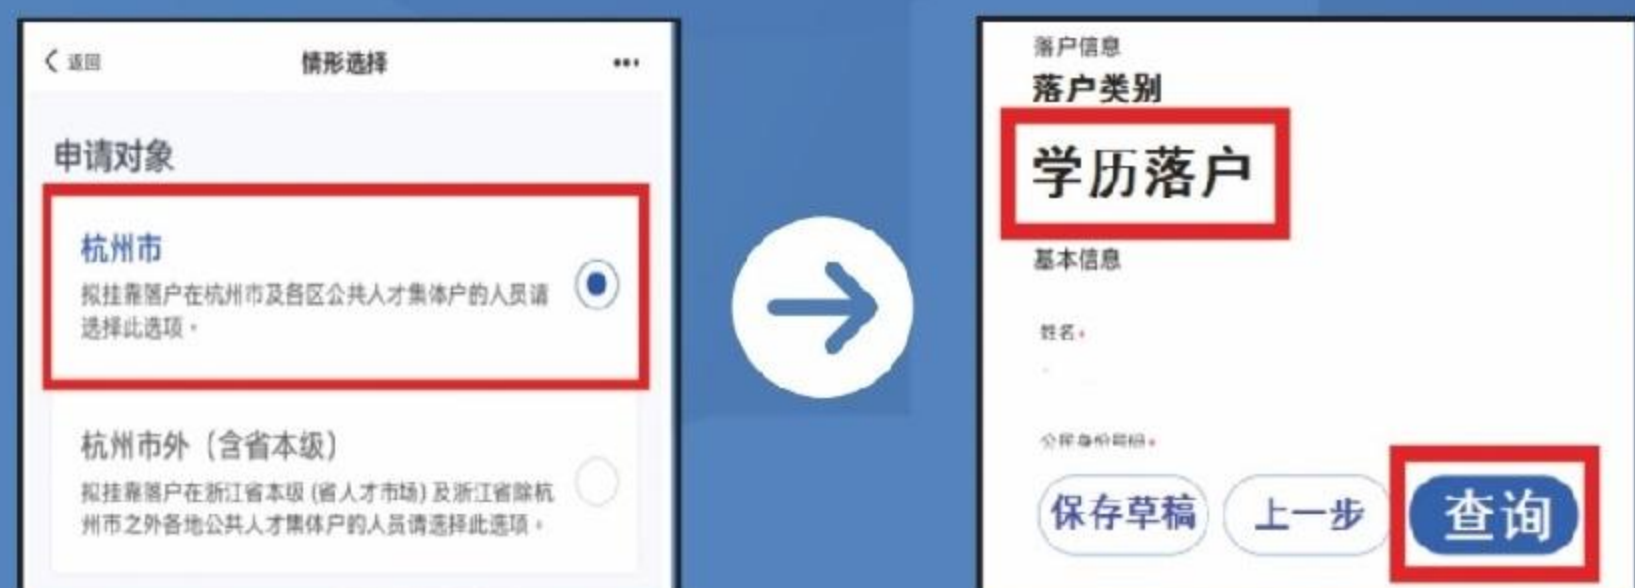 返回
情形选择
申请对象
杭州市
拟挂靠落户在杭州市及各区公共人才集体户的人员请
选择此选项。
杭州市外（含省本级）
拟挂靠落户在浙江省本级 (省人才市场) 及浙江省除杭
州市之外各地公共人才集体户的人员请选择此选项。
落户信息
落户类别
学历落户
基本信息
姓名*
公民身份号码*
保存草稿
上一步
查询